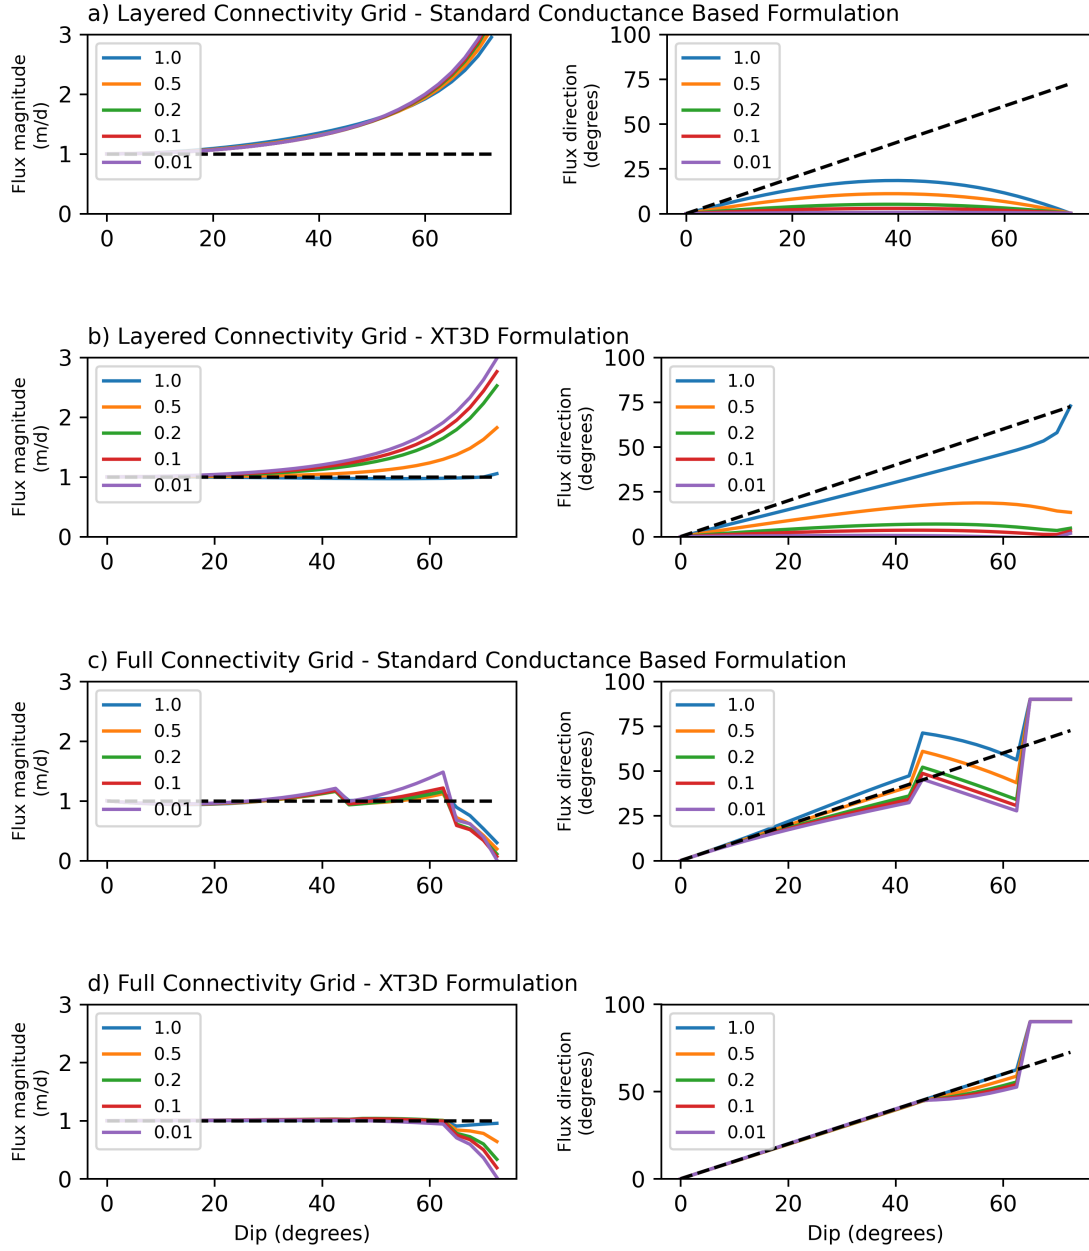 a) Layered Connectivity Grid - Standard Conductance Based Formulation
Flux magnitude
(m/d)
3
2
1
0
1.0
0.5
0.2
0.1
0.01
0 20 40 60
Flux direction
(degrees)
100
75
50
25
0
1.0
0.5
0.2
0.1
0.01
0 20 40 60
b) Layered Connectivity Grid - XT3D Formulation
Flux magnitude
(m/d)
3
2
1
0
1.0
0.5
0.2
0.1
0.01
0 20 40 60
Flux direction
(degrees)
100
75
50
25
0
1.0
0.5
0.2
0.1
0.01
0 20 40 60
c) Full Connectivity Grid - Standard Conductance Based Formulation
Flux magnitude
(m/d)
3
2
1
0
1.0
0.5
0.2
0.1
0.01
0 20 40 60
Flux direction
(degrees)
100
75
50
25
0
1.0
0.5
0.2
0.1
0.01
0 20 40 60
d) Full Connectivity Grid - XT3D Formulation
Flux magnitude
(m/d)
3
2
1
0
1.0
0.5
0.2
0.1
0.01
0 20 40 60
Dip (degrees)
Flux direction
(degrees)
100
50
0
1.0
0.5
0.2
0.1
0.01
0 20 40 60
Dip (degrees)